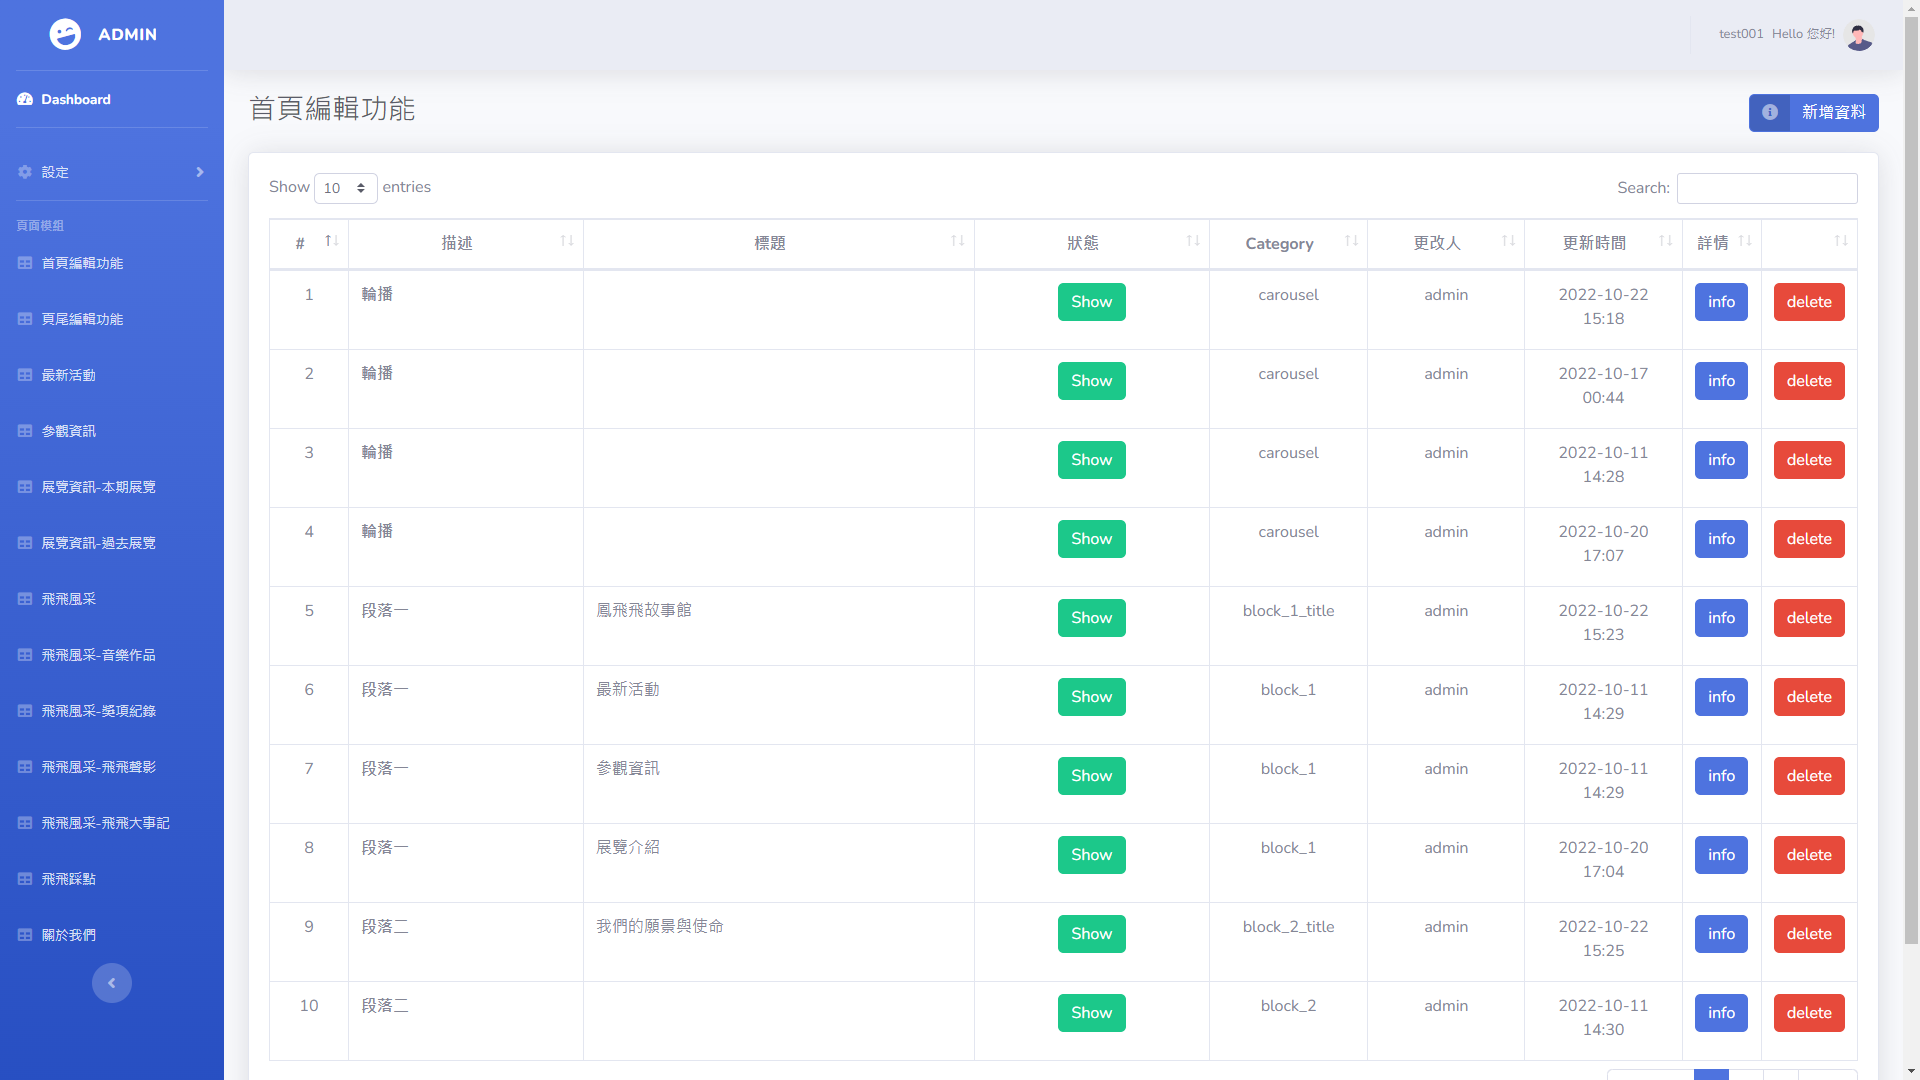 ADMIN
test001 Hello 您好!
Dashboard
設定
頁面模組
首頁編輯功能
頁尾編輯功能
最新活動
參觀資訊
展覽資訊-本期展覽
展覽資訊-過去展覽
飛飛風采
飛飛風采-音樂作品
飛飛風采-獎項紀錄
飛飛風采-飛飛聲影
飛飛風采-飛飛大事記
飛飛踩點
關於我們
首頁編輯功能
新增資料
Show 10 entries
Search:
# 描述 標題 狀態 Category 更改人 更新時間 詳情
1 輪播 Show carousel admin 2022-10-22 15:18 info delete
2 輪播 Show carousel admin 2022-10-17 00:44 info delete
3 輪播 Show carousel admin 2022-10-11 14:28 info delete
4 輪播 Show carousel admin 2022-10-20 17:07 info delete
5 段落一 鳳飛飛故事館 Show block_1_title admin 2022-10-22 15:23 info delete
6 段落一 最新活動 Show block_1 admin 2022-10-11 14:29 info delete
7 段落一 參觀資訊 Show block_1 admin 2022-10-11 14:29 info delete
8 段落一 展覽介紹 Show block_1 admin 2022-10-20 17:04 info delete
9 段落二 我們的願景與使命 Show block_2_title admin 2022-10-22 15:25 info delete
10 段落二 Show block_2 admin 2022-10-11 14:30 info delete